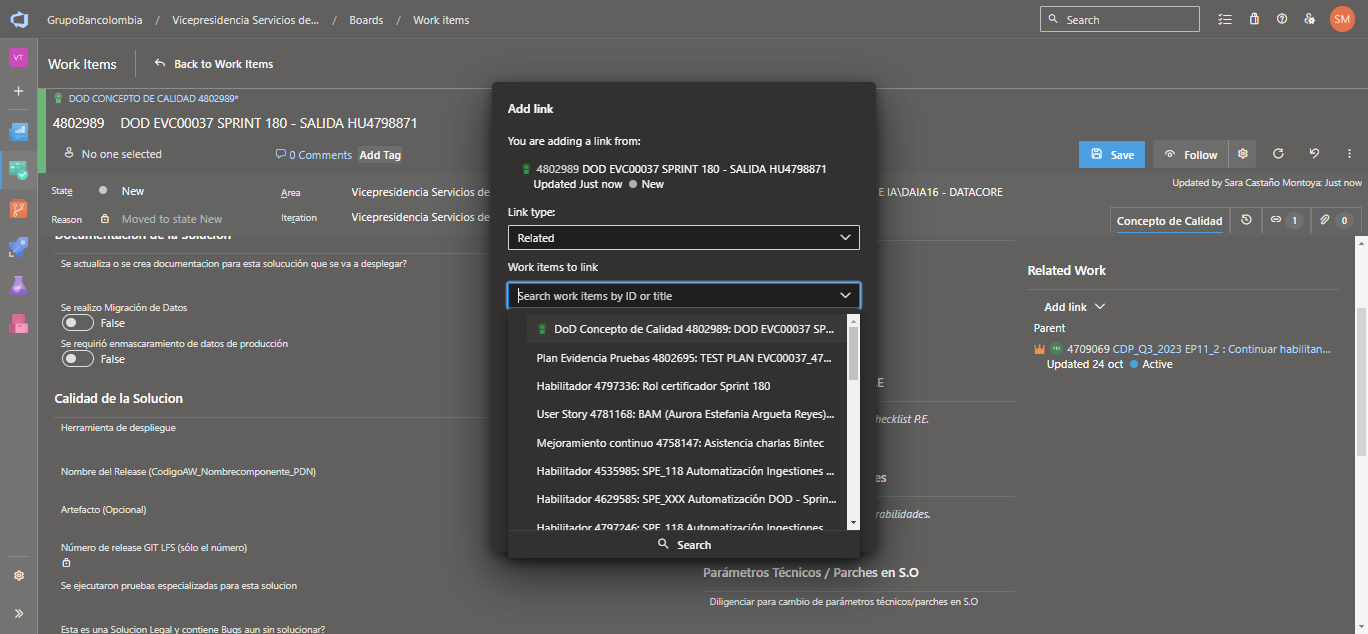 GrupoBancolombia / Vicepresidencia Servicios de... / Boards / Work items
Search
SM
VT
Work Items
Back to Work Items
DOD CONCEPTO DE CALIDAD 4802989*
4802989 DOD EVC00037 SPRINT 180 - SALIDA HU4798871
No one selected
0 Comments
Add Tag
Save
Follow
State
New
Area
Vicepresidencia Servicios de
E IA\DAIA16 - DATACORE
Updated by Sara Castaño Montoya: Just now
Reason
Moved to state New
Iteration
Vicepresidencia Servicios de
Concepto de Calidad
1
0
Documentacion de la Solucion
Se actualiza o se crea documentacion para esta solucución que se va a desplegar?
Se realizo Migración de Datos
False
Se requirió enmascaramiento de datos de producción
False
Calidad de la Solucion
Herramienta de despliegue
Nombre del Release (CodigoAW_Nombrecomponente_PDN)
Artefacto (Opcional)
Número de release GIT LFS (sólo el número)
Se ejecutaron pruebas especializadas para esta solucion
Esta es una Solucion Legal y contiene Bugs aun sin solucionar?
Add link
You are adding a link from:
4802989 DOD EVC00037 SPRINT 180 - SALIDA HU4798871
Updated Just now New
Link type:
Related
Work items to link
Search work items by ID or title
DoD Concepto de Calidad 4802989: DOD EVC00037 SP...
Plan Evidencia Pruebas 4802695: TEST PLAN EVC00037_47...
Habilitador 4797336: Rol certificador Sprint 180
User Story 4781168: BAM (Aurora Estefania Argueta Reyes)...
Mejoramiento continuo 4758147: Asistencia charlas Bintec
Habilitador 4535985: SPE_118 Automatización Ingestiones ...
Habilitador 4629585: SPE_XXX Automatización DOD - Sprin...
Habilitador 4797246: SPE_118 Automatización Ingestiones
Search
E
hecklist P.E.
es
rabilidades.
Parámetros Técnicos / Parches en S.O
Diligenciar para cambio de parámetros técnicos/parches en S.O
Related Work
Add link
Parent
4709069 CDP_Q3_2023 EP11_2 : Continuar habilitan...
Updated 24 oct Active